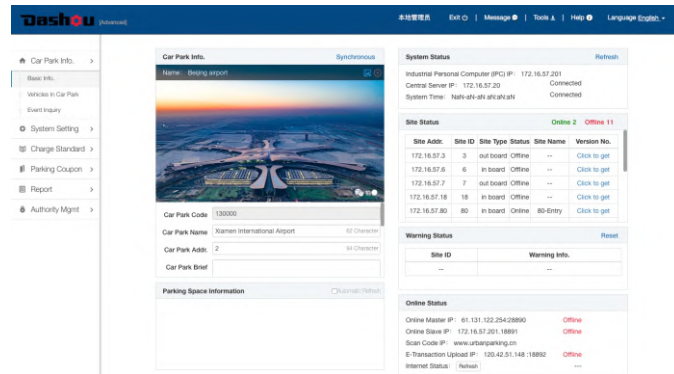 Dashou [Advanced]
本地管理员 Exit Message 0 | Tools | Help Language English
Car Park Info.
Basic Info.
Vehicles in Car Park
Event Inquiry
System Setting
Charge Standard
Parking Coupon
Report
Authority Mgmt
Car Park Info. Synchronous
Name: Beijing airport
Car Park Code 130000
Car Park Name Xiamen International Airport 62 Character
Car Park Addr. 2 94 Character
Car Park Brief
Parking Space Information Automatic Refresh
System Status Refresh
Industrial Personal Computer (IPC) IP: 172.16.57.201
Connected
Central Server IP: 172.16.57.20
Connected
System Time: NaN-aN-aN aN:aN:aN
Site Status Online 2 Offline 11
Site Addr. Site ID Site Type Status Site Name Version No.
172.16.57.3 3 out board Offline -- Click to get
172.16.57.6 6 in board Offline -- Click to get
172.16.57.7 7 out board Offline -- Click to get
172.16.57.18 18 in board Offline -- Click to get
172.16.57.80 80 in board Online 80-Entry Click to get
Warning Status Reset
Site ID Warning Info.
-- --
Online Status
Online Master IP: 61.131.122.254:28890 Offline
Online Slave IP: 172.16.57.201.18891 Offline
Scan Code IP: www.urbanparking.cn
E-Transaction Upload IP: 120.42.51.148 :18892 Offline
Internet Status: Refresh ---